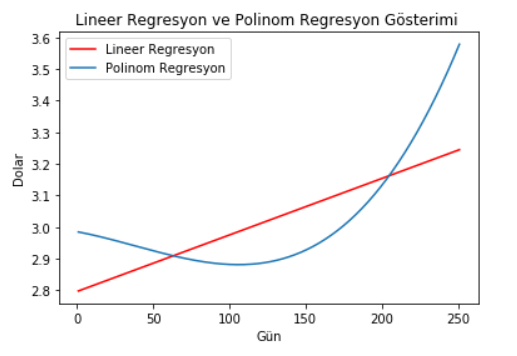 Lineer Regresyon ve Polinom Regresyon Gösterimi
Lineer Regresyon
Polinom Regresyon
3.6
3.5
3.4
3.3
3.2
3.1
3.0
2.9
2.8
Dolar
0 50 100 150 200 250
Gün